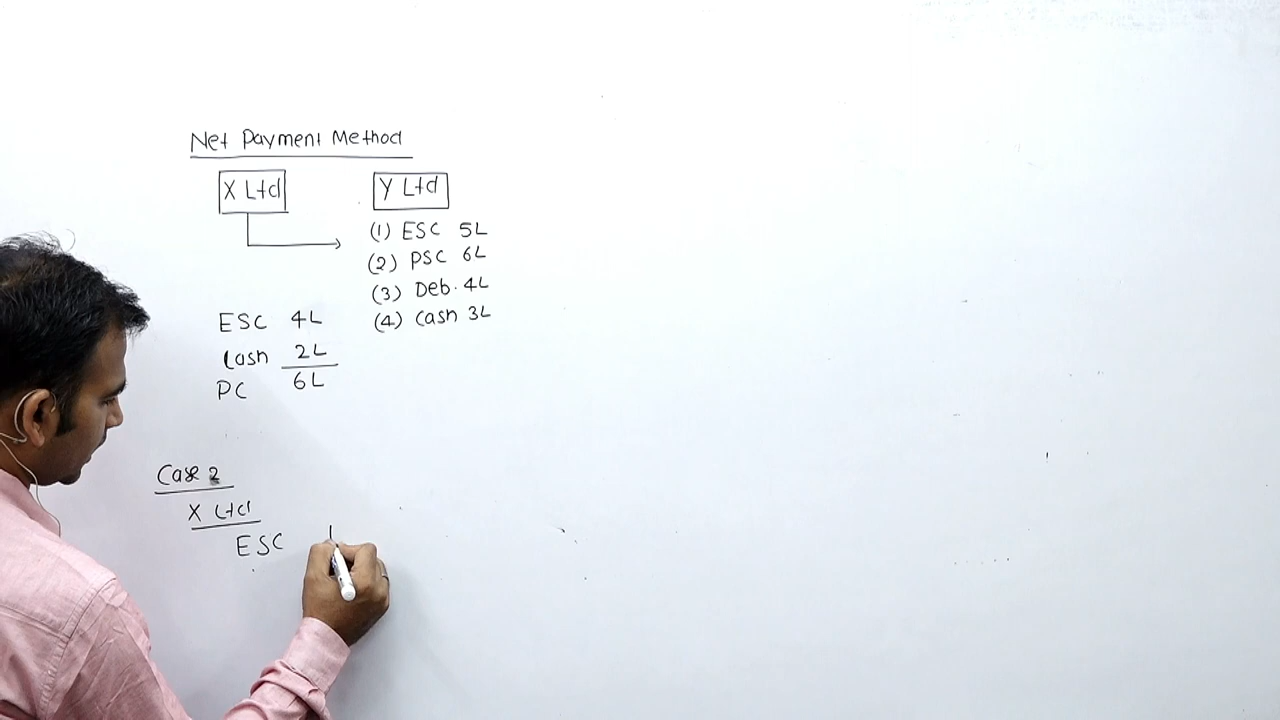 Net Payment Method
X Ltd Y Ltd
(1) ESC 5L
(2) PSC 6L
(3) Deb. 4L
(4) Cash 3L
ESC 4L
Cash 2L
PC 6L
Case 2
X Ltd
ESC